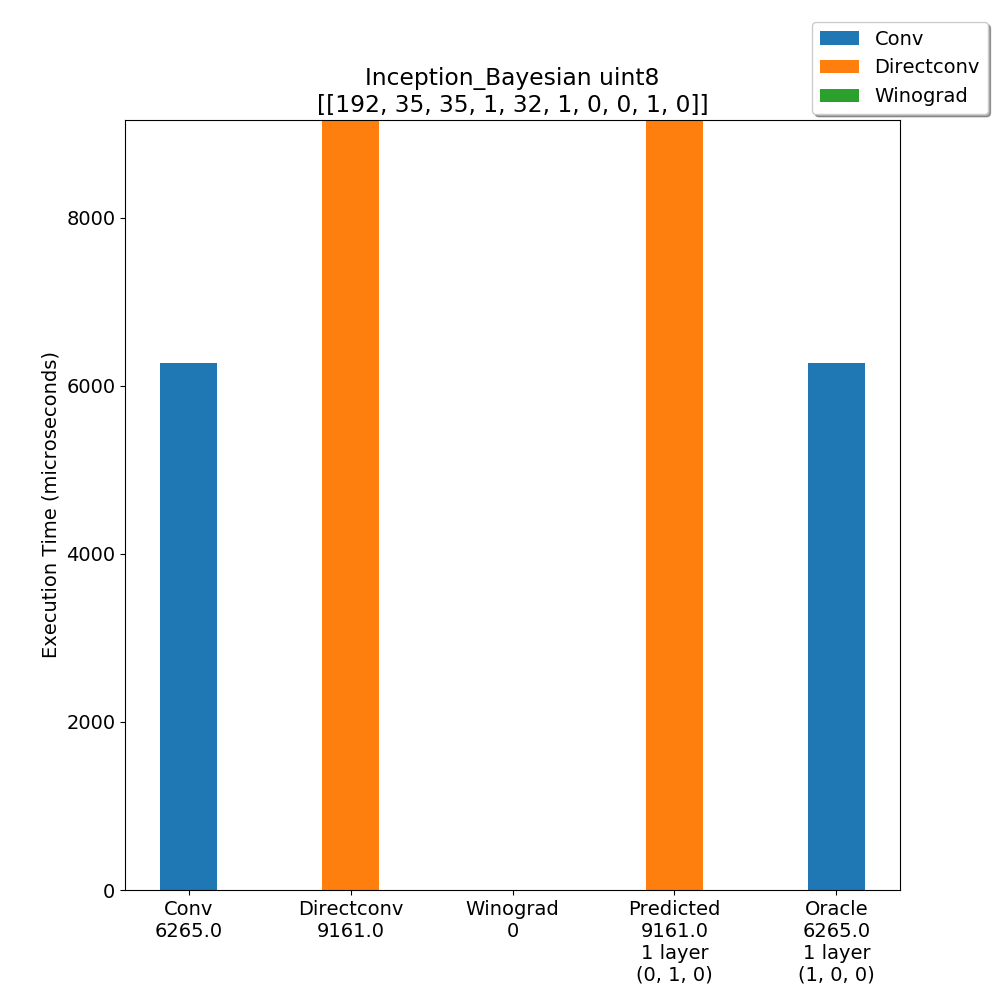 Conv
Directconv
Winograd
Inception_Bayesian uint8
[[192, 35, 35, 1, 32, 1, 0, 0, 1, 0]]
Execution Time (microseconds)
8000
6000
4000
2000
0
Conv
6265.0
Directconv
9161.0
Winograd
0
Predicted
9161.0
1 layer
(0, 1, 0)
Oracle
6265.0
1 layer
(1, 0, 0)